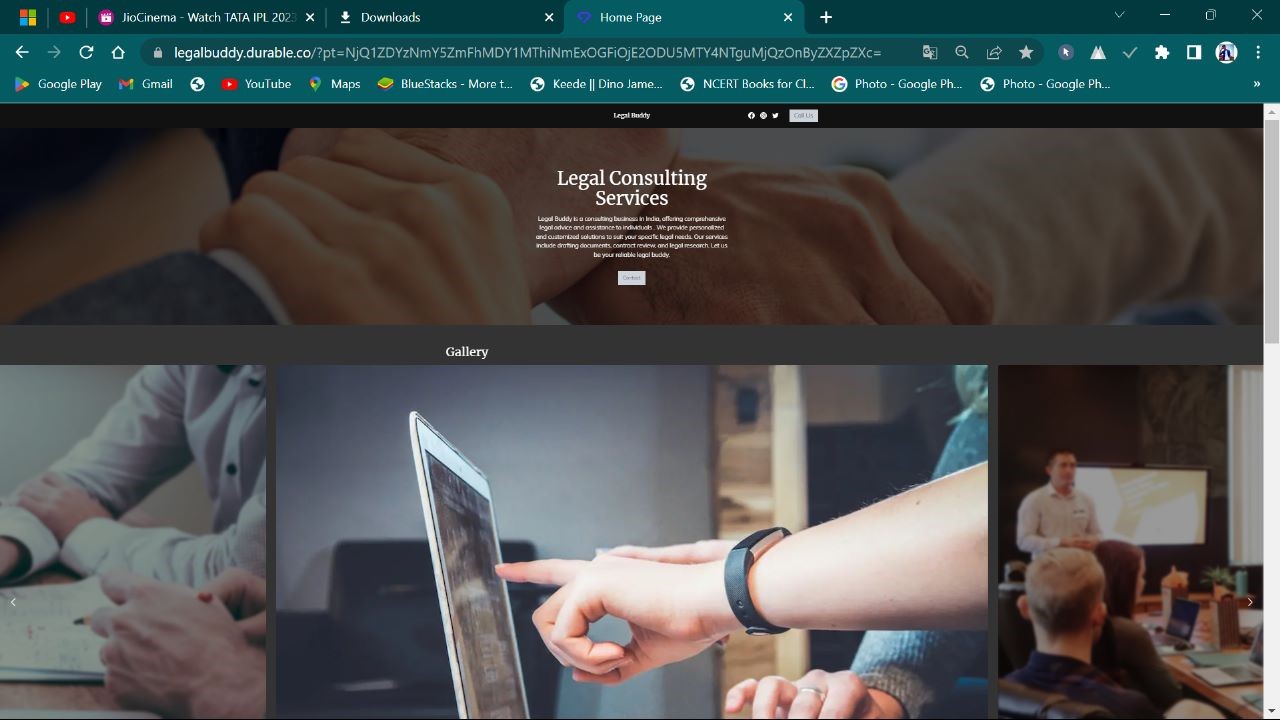 JioCinema - Watch TATA IPL 2023
Downloads
Home Page
legalbuddy.durable.co/?pt=NjQ1ZDYzNmY5ZmFhMDY1MThiNmExOGFiOjE2ODU5MTY4NTguMjQzOnByZXZpZXc=
Google Play
Gmail
YouTube
Maps
BlueStacks - More t...
Keede || Dino Jame...
NCERT Books for Cl...
Photo - Google Ph...
Photo - Google Ph...
Legal Buddy
Call Us
Legal Consulting
Services
Legal Buddy is a consulting business in India, offering comprehensive
legal advice and assistance to individuals . We provide personalized
and customized solutions to suit your specific legal needs. Our services
include drafting documents, contract review, and legal research. Let us
be your reliable legal buddy.
Contact
Gallery